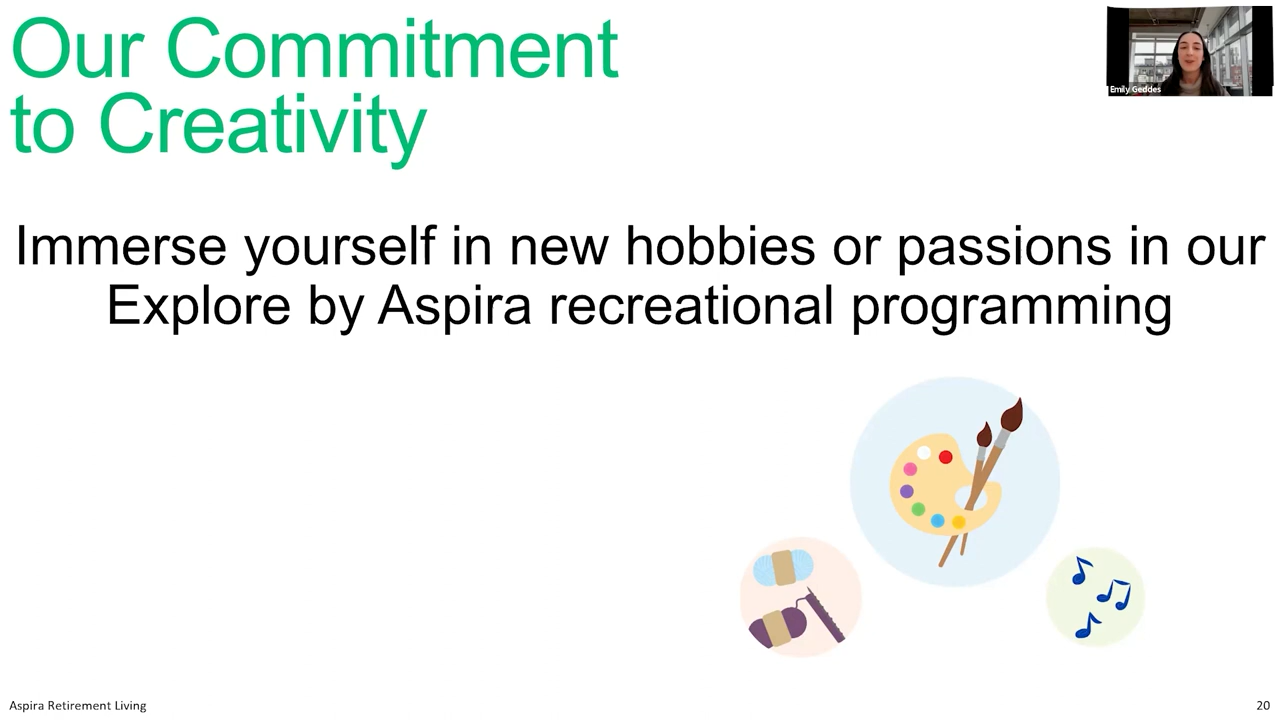 Our Commitment
to Creativity
Emily Geddes
Immerse yourself in new hobbies or passions in our
Explore by Aspira recreational programming
Aspira Retirement Living
20